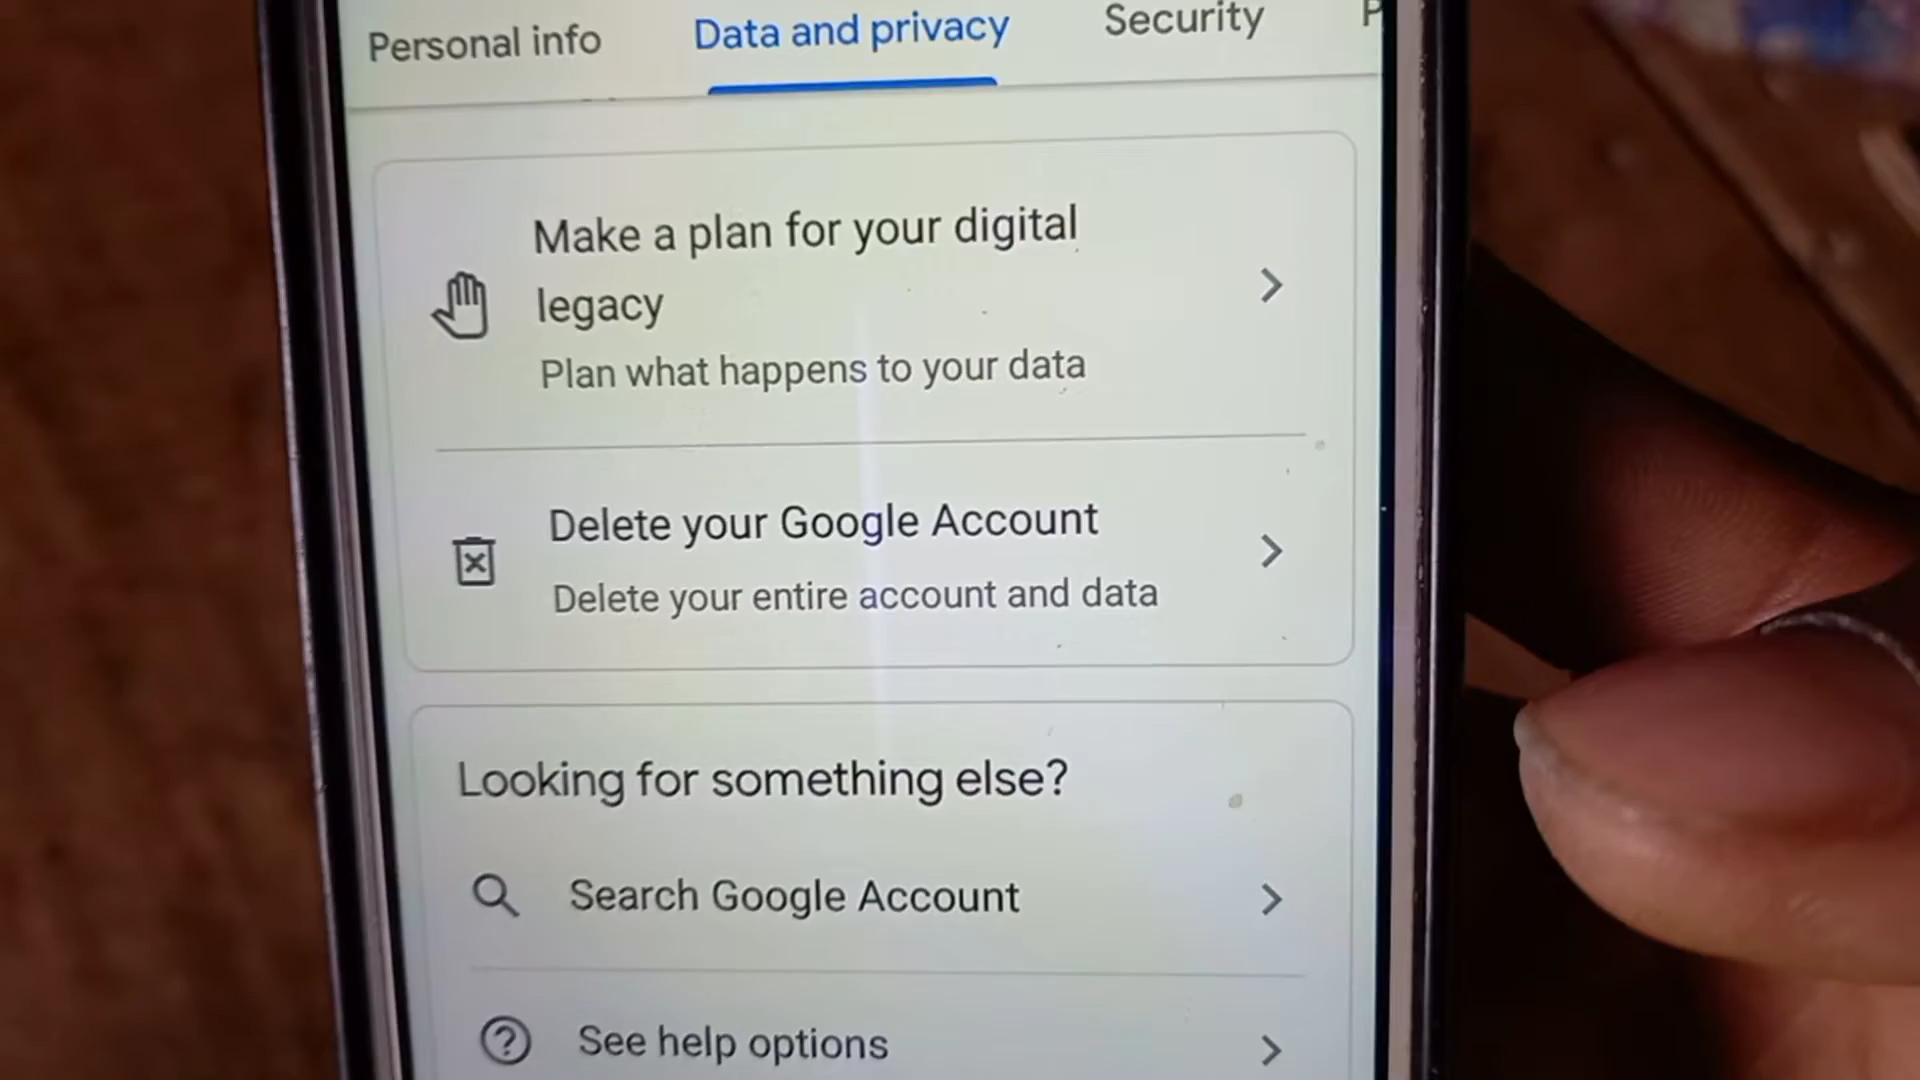 Personal info Data and privacy Security P
Make a plan for your digital
legacy
Plan what happens to your data
Delete your Google Account
Delete your entire account and data
Looking for something else?
Search Google Account
See help options